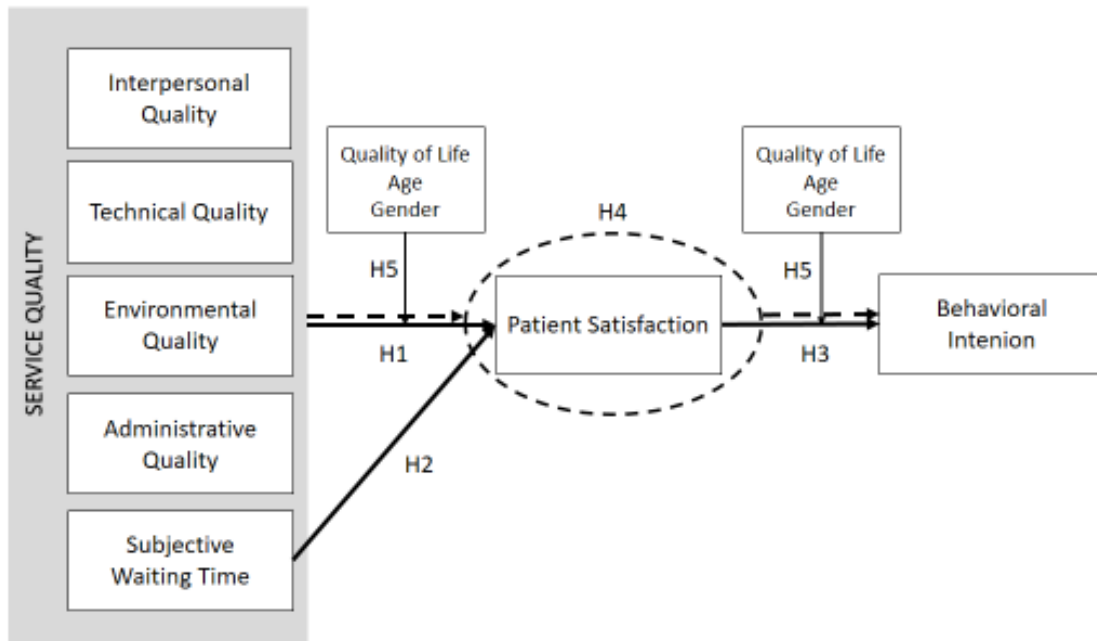 SERVICE QUALITY
Interpersonal
Quality
Technical Quality
Environmental
Quality
Administrative
Quality
Subjective
Waiting Time
Quality of Life
Age
Gender
H5
H1
H2
H4
Patient Satisfaction
Quality of Life
Age
Gender
H5
H3
Behavioral
Intenion